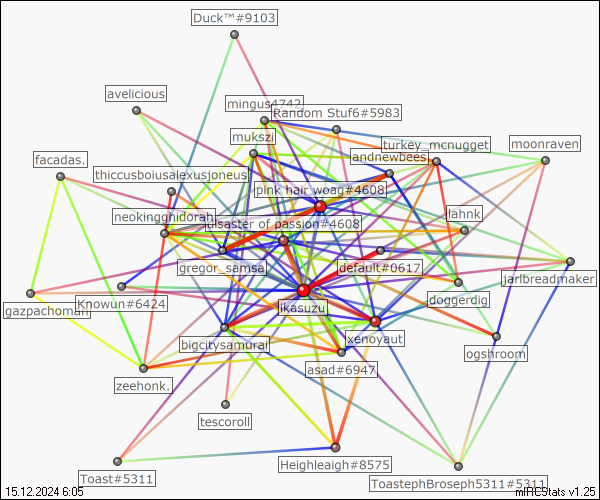 Duck™#9103
avelicious
mingus4742
Random Stuf6#5983
mukszi
turkey_mcnugget
moonraven
andnewbees
facadas.
thiccusboiusalexusjoneus
pink hair woag#4608
neokingghidorah
disaster of passion#4608
lahnk
gregor_samsa
default#0617
jarlbreadmaker
gazpachoman
Knowun#6424
likasuzu
doggerdig
bigcitysamurai
xenoyaut
ogshroom
asad#6947
zeehonk.
tescoroll
Heighleaigh#8575
Toast#5311
ToastephBroseph5311#5311
15.12.2024 6:05
mIRCStats v1.25